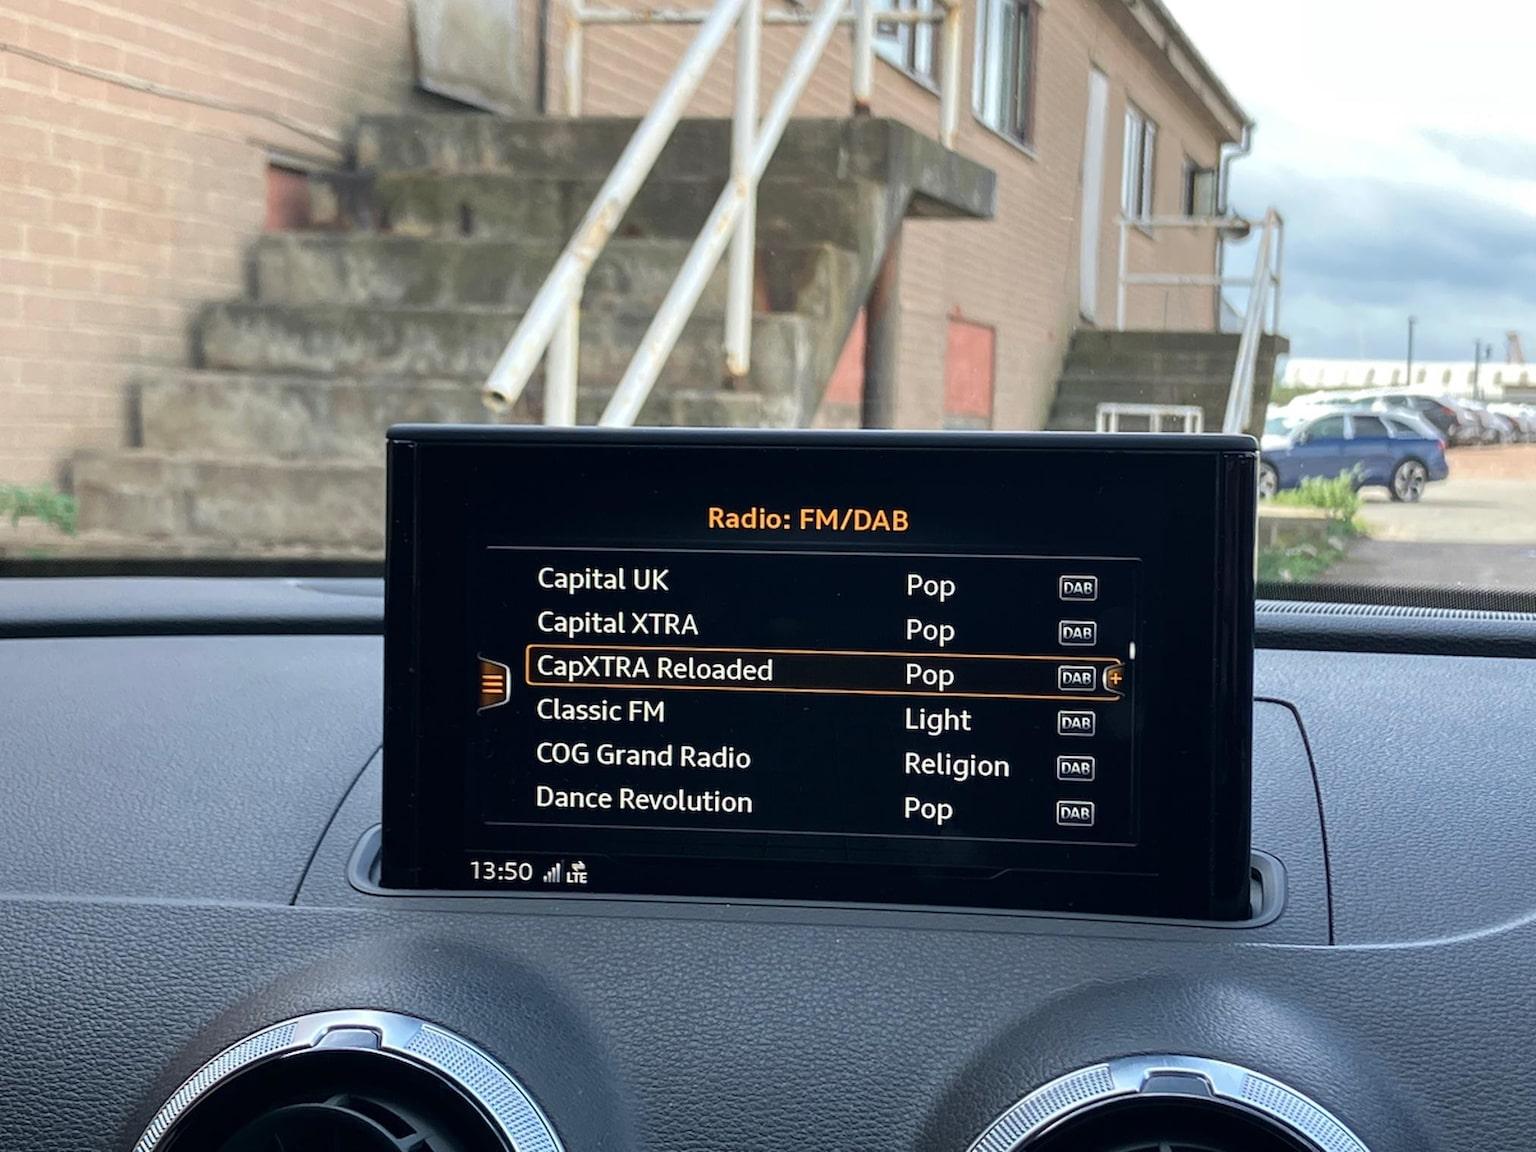 Radio: FM/DAB
Capital UK Pop DAB
Capital XTRA Pop DAB
CapXTRA Reloaded Pop DAB +
Classic FM Light DAB
COG Grand Radio Religion DAB
Dance Revolution Pop DAB
13:50 LTE